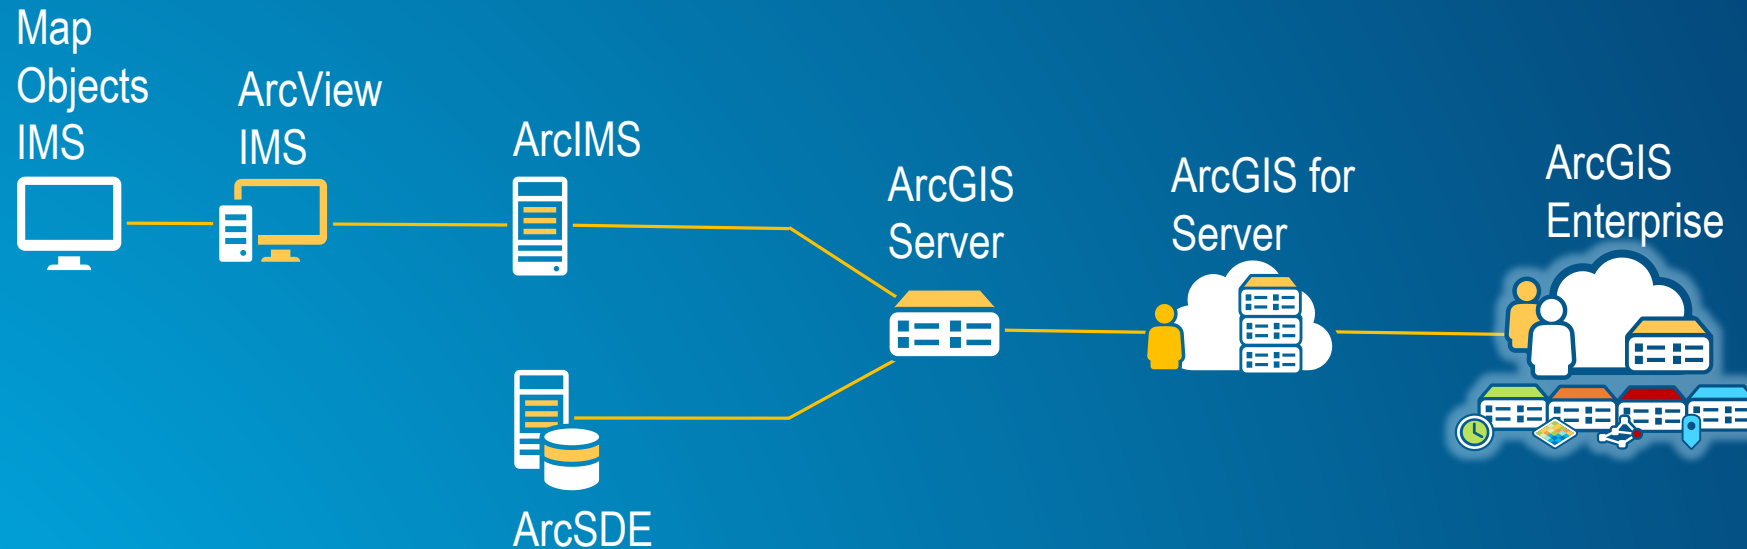 Map
Objects
IMS
ArcView
IMS
ArcIMS
ArcSDE
ArcGIS
Server
ArcGIS for
Server
ArcGIS
Enterprise